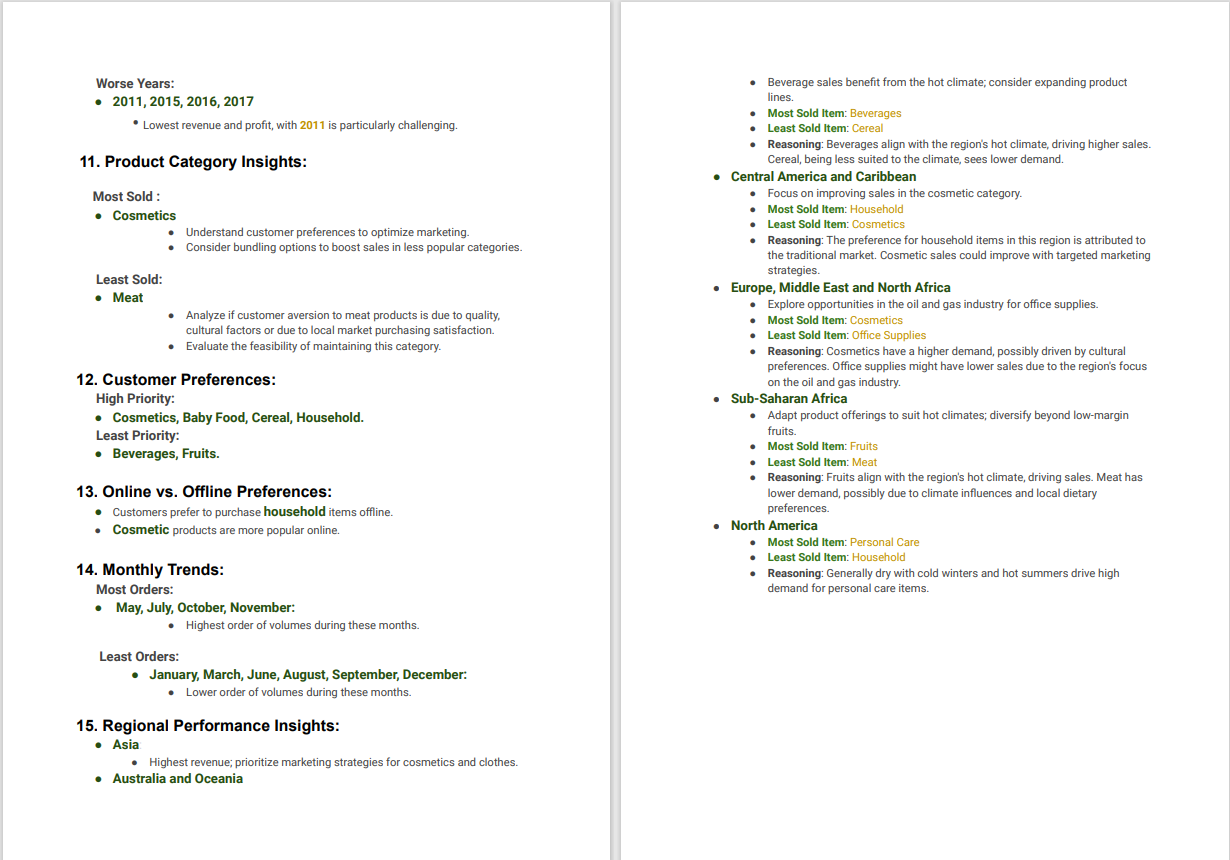 Worse Years:
● 2011, 2015, 2016, 2017
● Lowest revenue and profit, with 2011 is particularly challenging.
11. Product Category Insights:
Most Sold :
● Cosmetics
● Understand customer preferences to optimize marketing.
● Consider bundling options to boost sales in less popular categories.
Least Sold:
● Meat
● Analyze if customer aversion to meat products is due to quality,
cultural factors or due to local market purchasing satisfaction.
● Evaluate the feasibility of maintaining this category.
12. Customer Preferences:
High Priority:
● Cosmetics, Baby Food, Cereal, Household.
Least Priority:
● Beverages, Fruits.
13. Online vs. Offline Preferences:
● Customers prefer to purchase household items offline.
● Cosmetic products are more popular online.
14. Monthly Trends:
Most Orders:
● May, July, October, November:
● Highest order of volumes during these months.
Least Orders:
● January, March, June, August, September, December:
● Lower order of volumes during these months.
15. Regional Performance Insights:
● Asia
● Highest revenue; prioritize marketing strategies for cosmetics and clothes.
● Australia and Oceania
● Beverage sales benefit from the hot climate; consider expanding product
lines.
● Most Sold Item: Beverages
● Least Sold Item: Cereal
● Reasoning: Beverages align with the region's hot climate, driving higher sales.
Cereal, being less suited to the climate, sees lower demand.
● Central America and Caribbean
● Focus on improving sales in the cosmetic category.
● Most Sold Item: Household
● Least Sold Item: Cosmetics
● Reasoning: The preference for household items in this region is attributed to
the traditional market. Cosmetic sales could improve with targeted marketing
strategies.
● Europe, Middle East and North Africa
● Explore opportunities in the oil and gas industry for office supplies.
● Most Sold Item: Cosmetics
● Least Sold Item: Office Supplies
● Reasoning: Cosmetics have a higher demand, possibly driven by cultural
preferences. Office supplies might have lower sales due to the region's focus
on the oil and gas industry.
● Sub-Saharan Africa
● Adapt product offerings to suit hot climates; diversify beyond low-margin
fruits.
● Most Sold Item: Fruits
● Least Sold Item: Meat
● Reasoning: Fruits align with the region's hot climate, driving sales. Meat has
lower demand, possibly due to climate influences and local dietary
preferences.
● North America
● Most Sold Item: Personal Care
● Least Sold Item: Household
● Reasoning: Generally dry with cold winters and hot summers drive high
demand for personal care items.